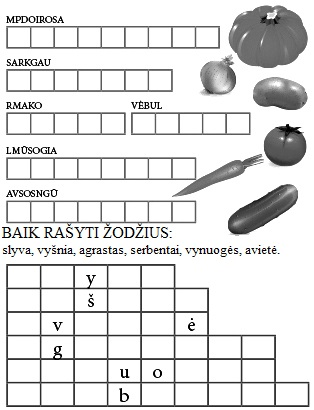 MPDOIROSA
SARKGAU
RMAKO VĖBUL
LMŪSOGIA
AVSOSNGŪ
BAIK RAŠYTI ŽODŽIUS:
slyva, vyšnia, agrastas, serbentai, vynuogės, avietė.
y
š
v ė
g
u o
b